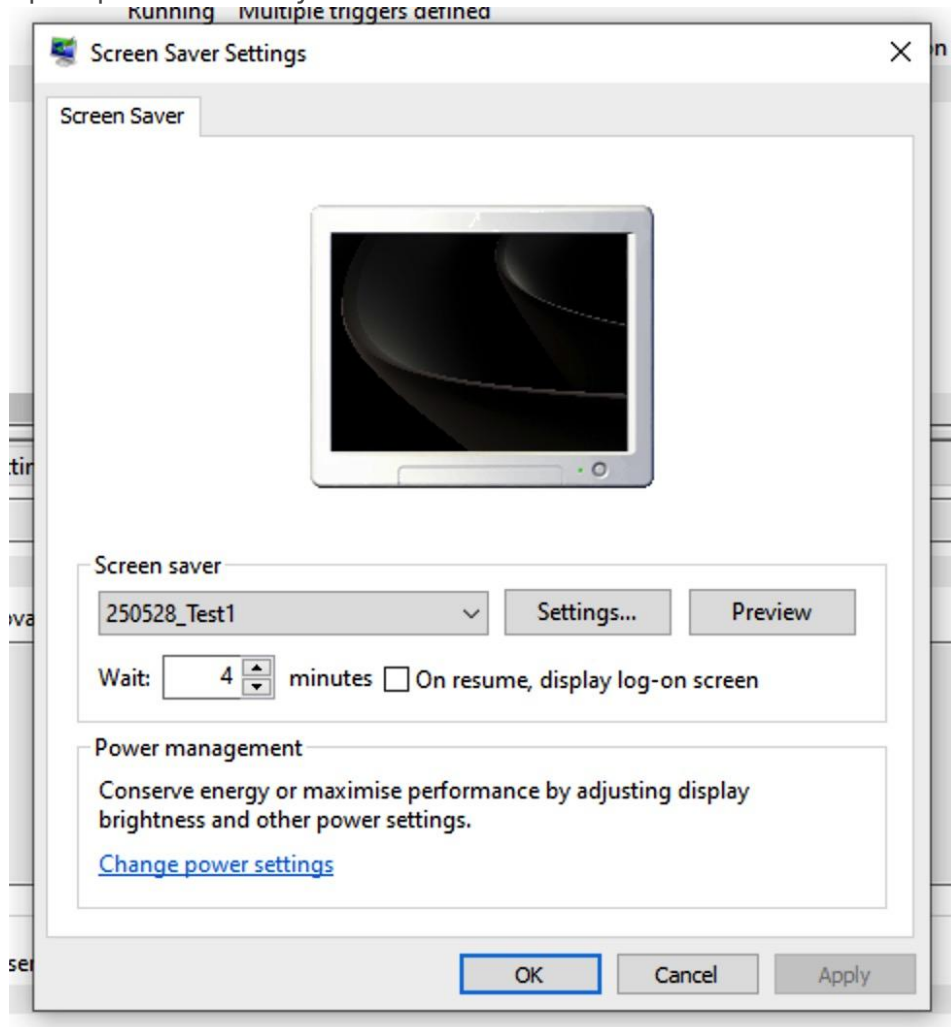 Running Multiple triggers defined
Screen Saver Settings
Screen Saver
Screen saver
250528_Test1
Settings...
Preview
Wait: 4 minutes On resume, display log-on screen
Power management
Conserve energy or maximise performance by adjusting display
brightness and other power settings.
Change power settings
OK
Cancel
Apply